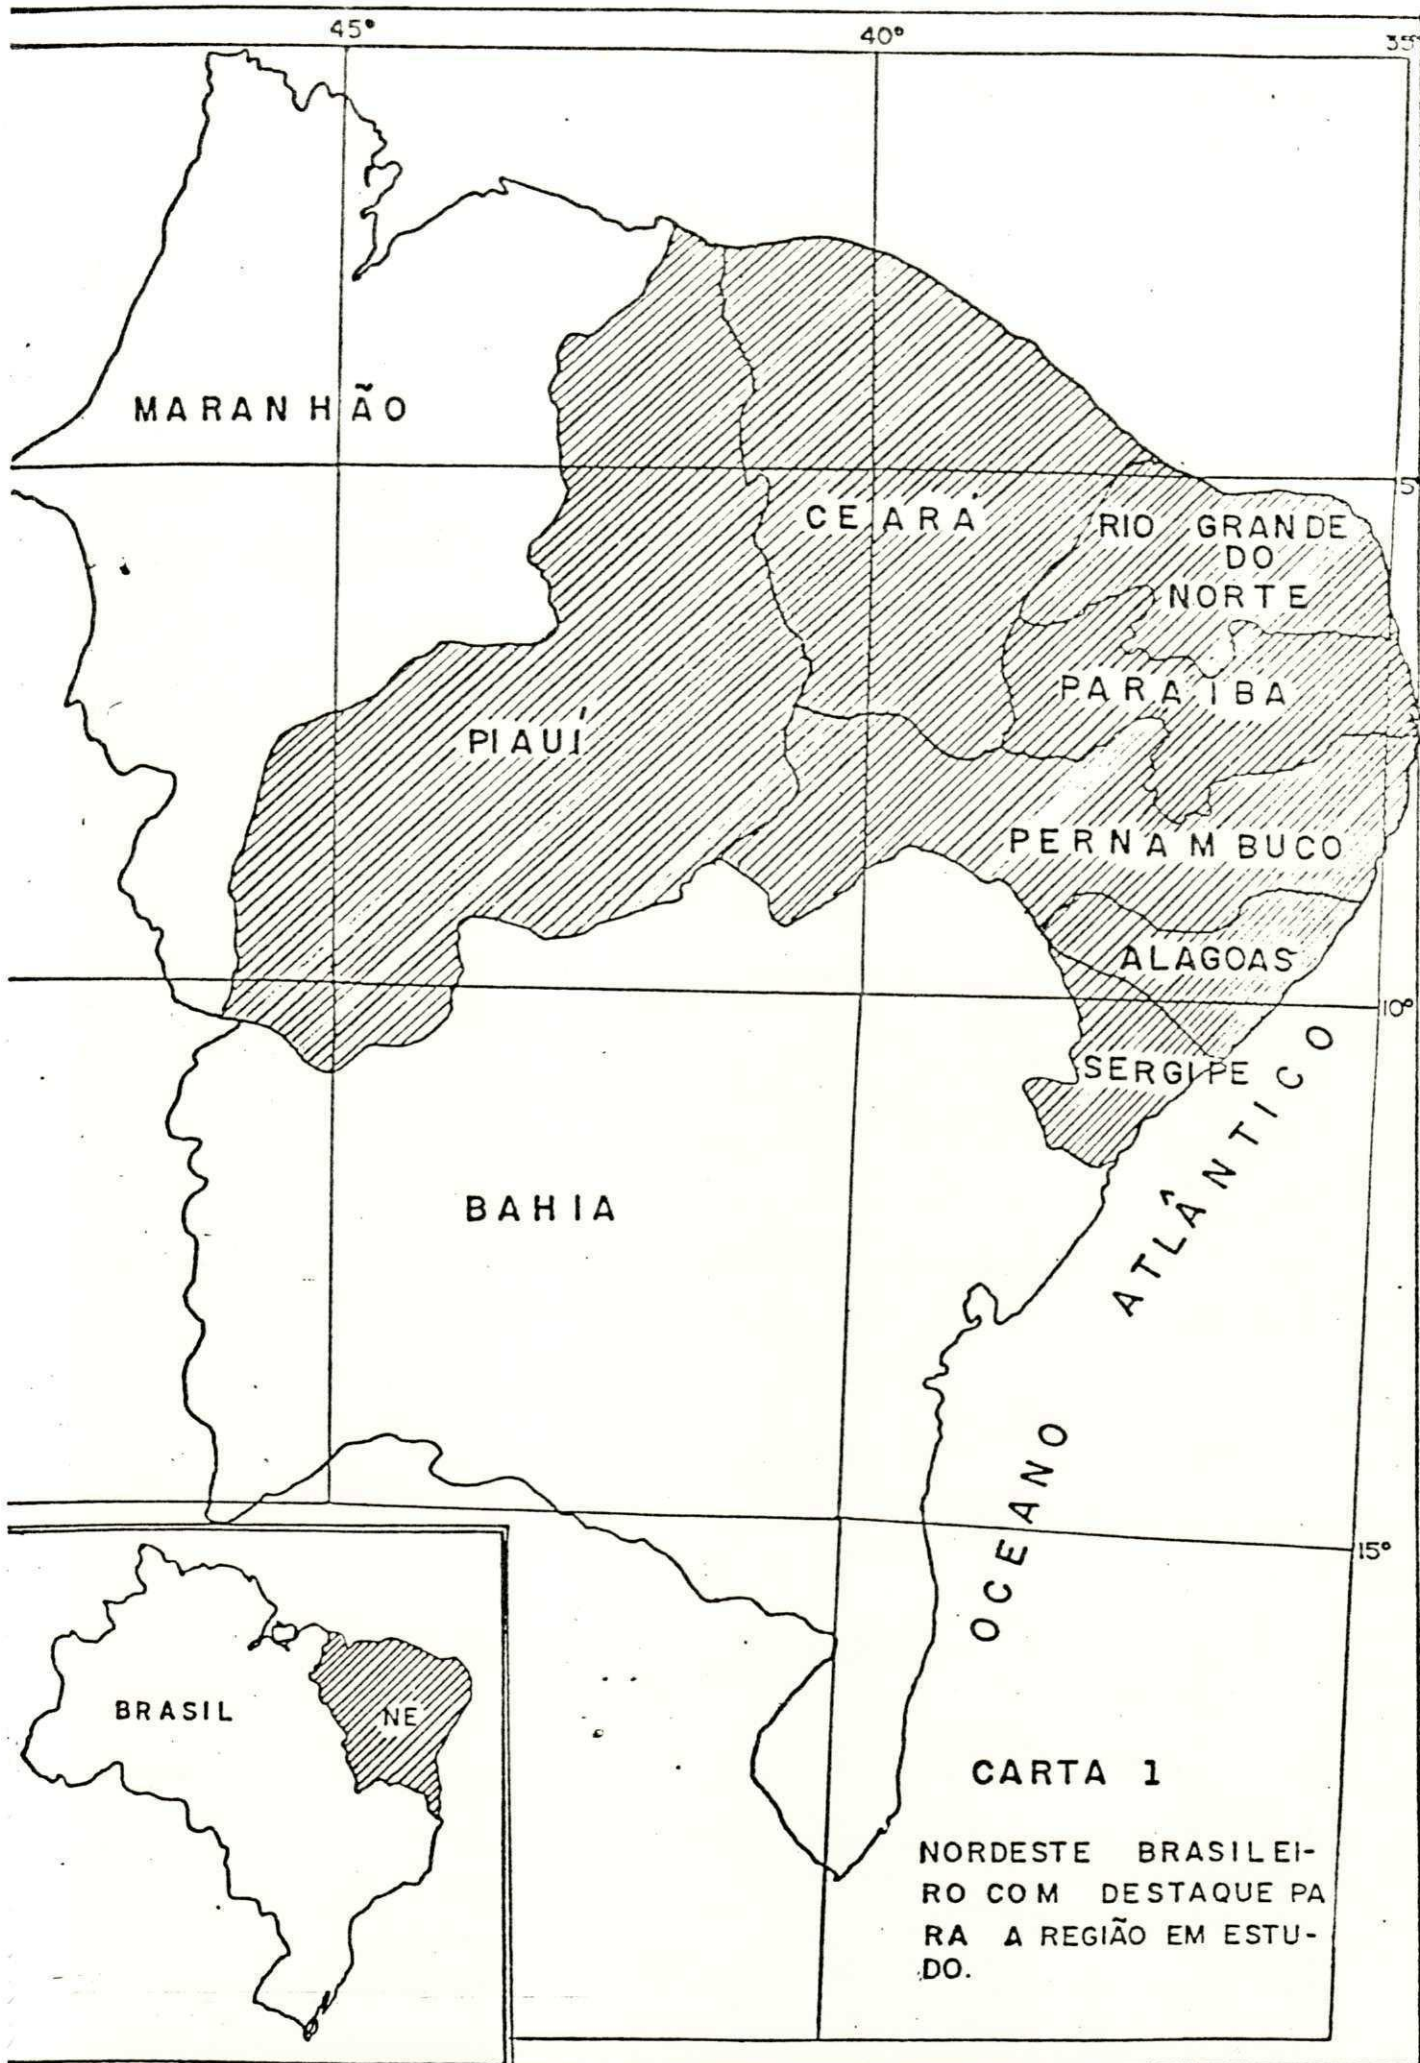 45° 40° 35°
MARANHÃO
5°
CEARÁ
RIO GRANDE
DO
NORTE
PARAIBA
PIAUÍ
PERNAMBUCO
ALAGOAS
10°
SERGIPE
BAHIA
OCEANO ATLÂNTICO
15°
BRASIL
NE
CARTA 1
NORDESTE BRASILEI-
RO COM DESTAQUE PA
RA A REGIÃO EM ESTU-
DO.